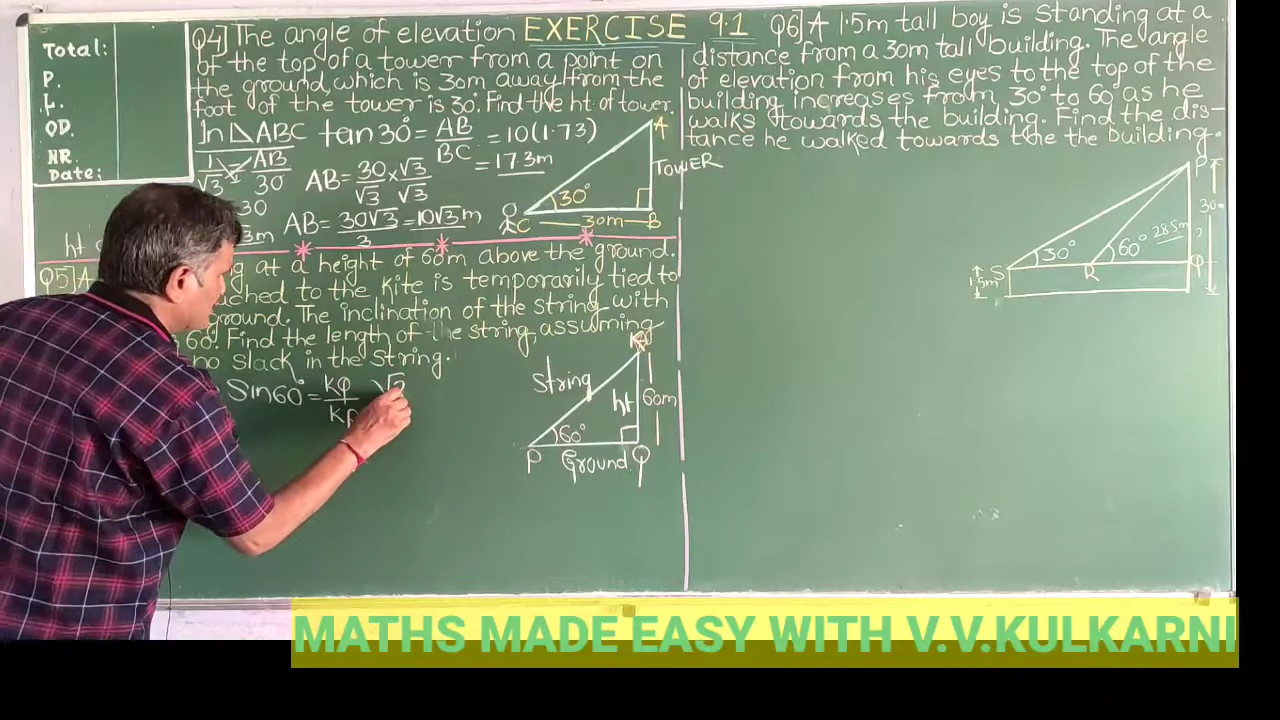 Total:
P.
L.
OD.
NR.
Date:
EXERCISE 9.1
Q4] The angle of elevation
of the top of a tower from a point on
the ground, which is 30m away from the
foot of the tower is 30. Find the ht of tower.
In △ABC tan30° = AB/BC = 10(1.73)
= 17.3m
1/√3 = AB/30
AB = 30/√3 × √3/√3
30
AB = 30√3/3 = 10√3 m
3m
ht
A
TOWER
30°
C 30m B
Q5] A
g at a height of 60m above the ground.
ched to the kite is temporarily tied to
ground. The inclination of the string with
60°. Find the length of the string, assuming
no slack in the string.
Sin60° = KQ/KP √3
K
String
ht
60m
60°
P Ground Q
Q6] A 1.5m tall boy is standing at a
distance from a 30m tall building. The angle
of elevation from his eyes to the top of the
building increases from 30° to 60° as he
walks towards the building. Find the dis-
tance he walked towards the the building.
P
30m
28.5m
30°
60°
S
R
Q
1.5m
MATHS MADE EASY WITH V.V.KULKARNI